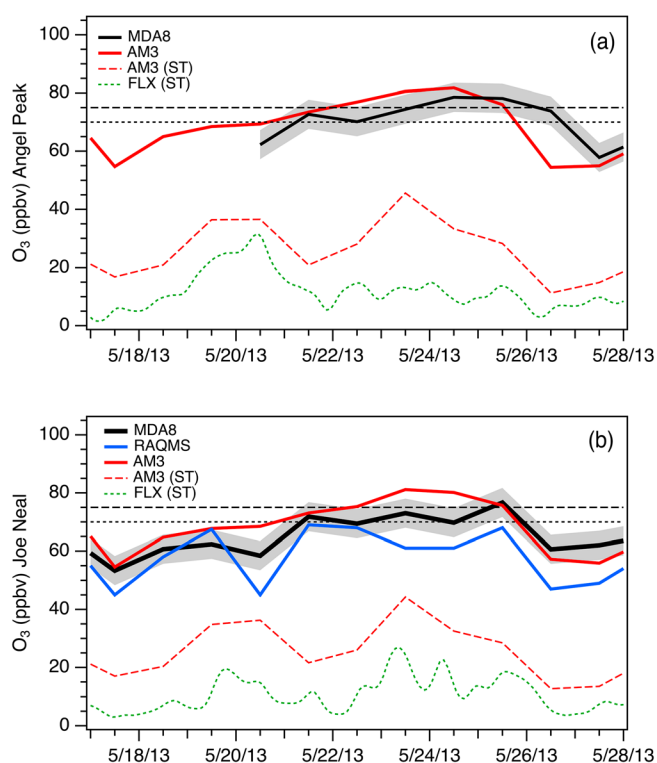 100
80
60
40
20
0
O3 (ppbv) Angel Peak
MDA8
AM3
AM3 (ST)
FLX (ST)
(a)
5/18/13 5/20/13 5/22/13 5/24/13 5/26/13 5/28/13
100
80
60
40
20
0
O3 (ppbv) Joe Neal
MDA8
RAQMS
AM3
AM3 (ST)
FLX (ST)
(b)
5/18/13 5/20/13 5/22/13 5/24/13 5/26/13 5/28/13